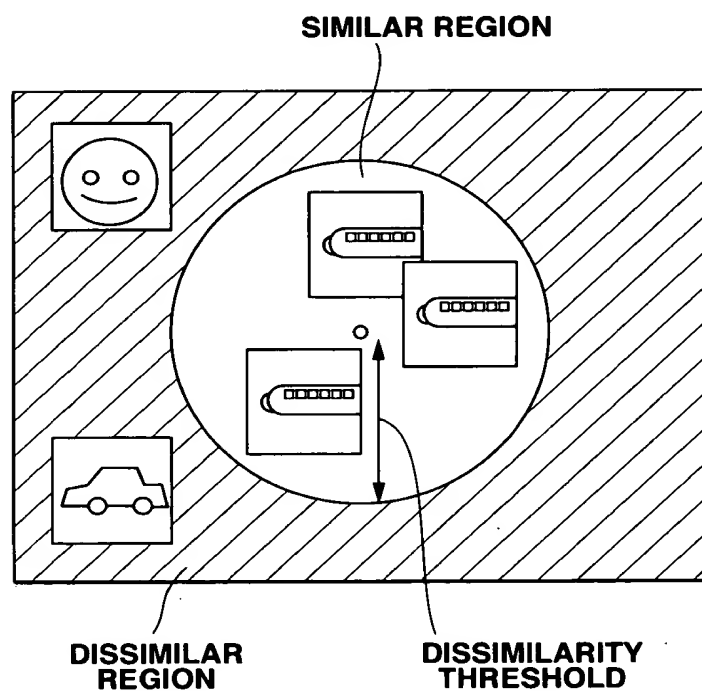 SIMILAR REGION
DISSIMILAR
REGION
DISSIMILARITY
THRESHOLD